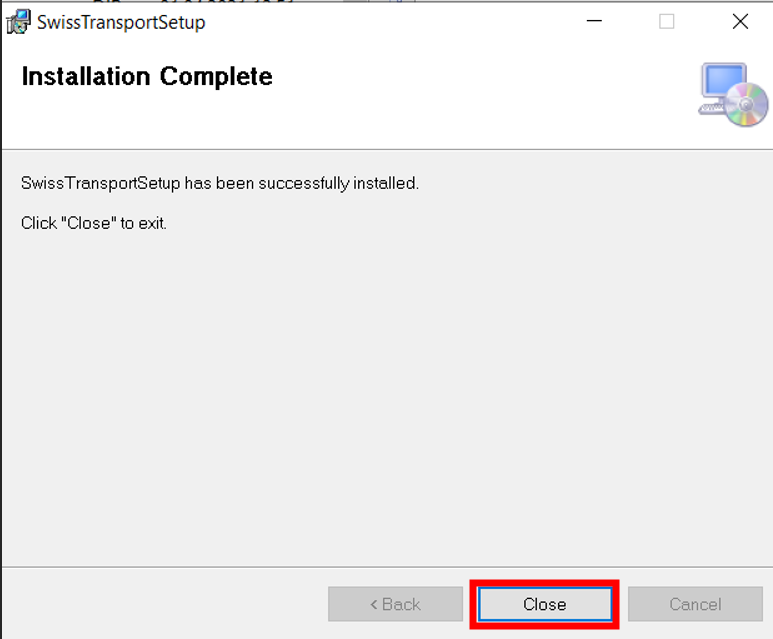 SwissTransportSetup
Installation Complete
SwissTransportSetup has been successfully installed.
Click "Close" to exit.
< Back
Close
Cancel